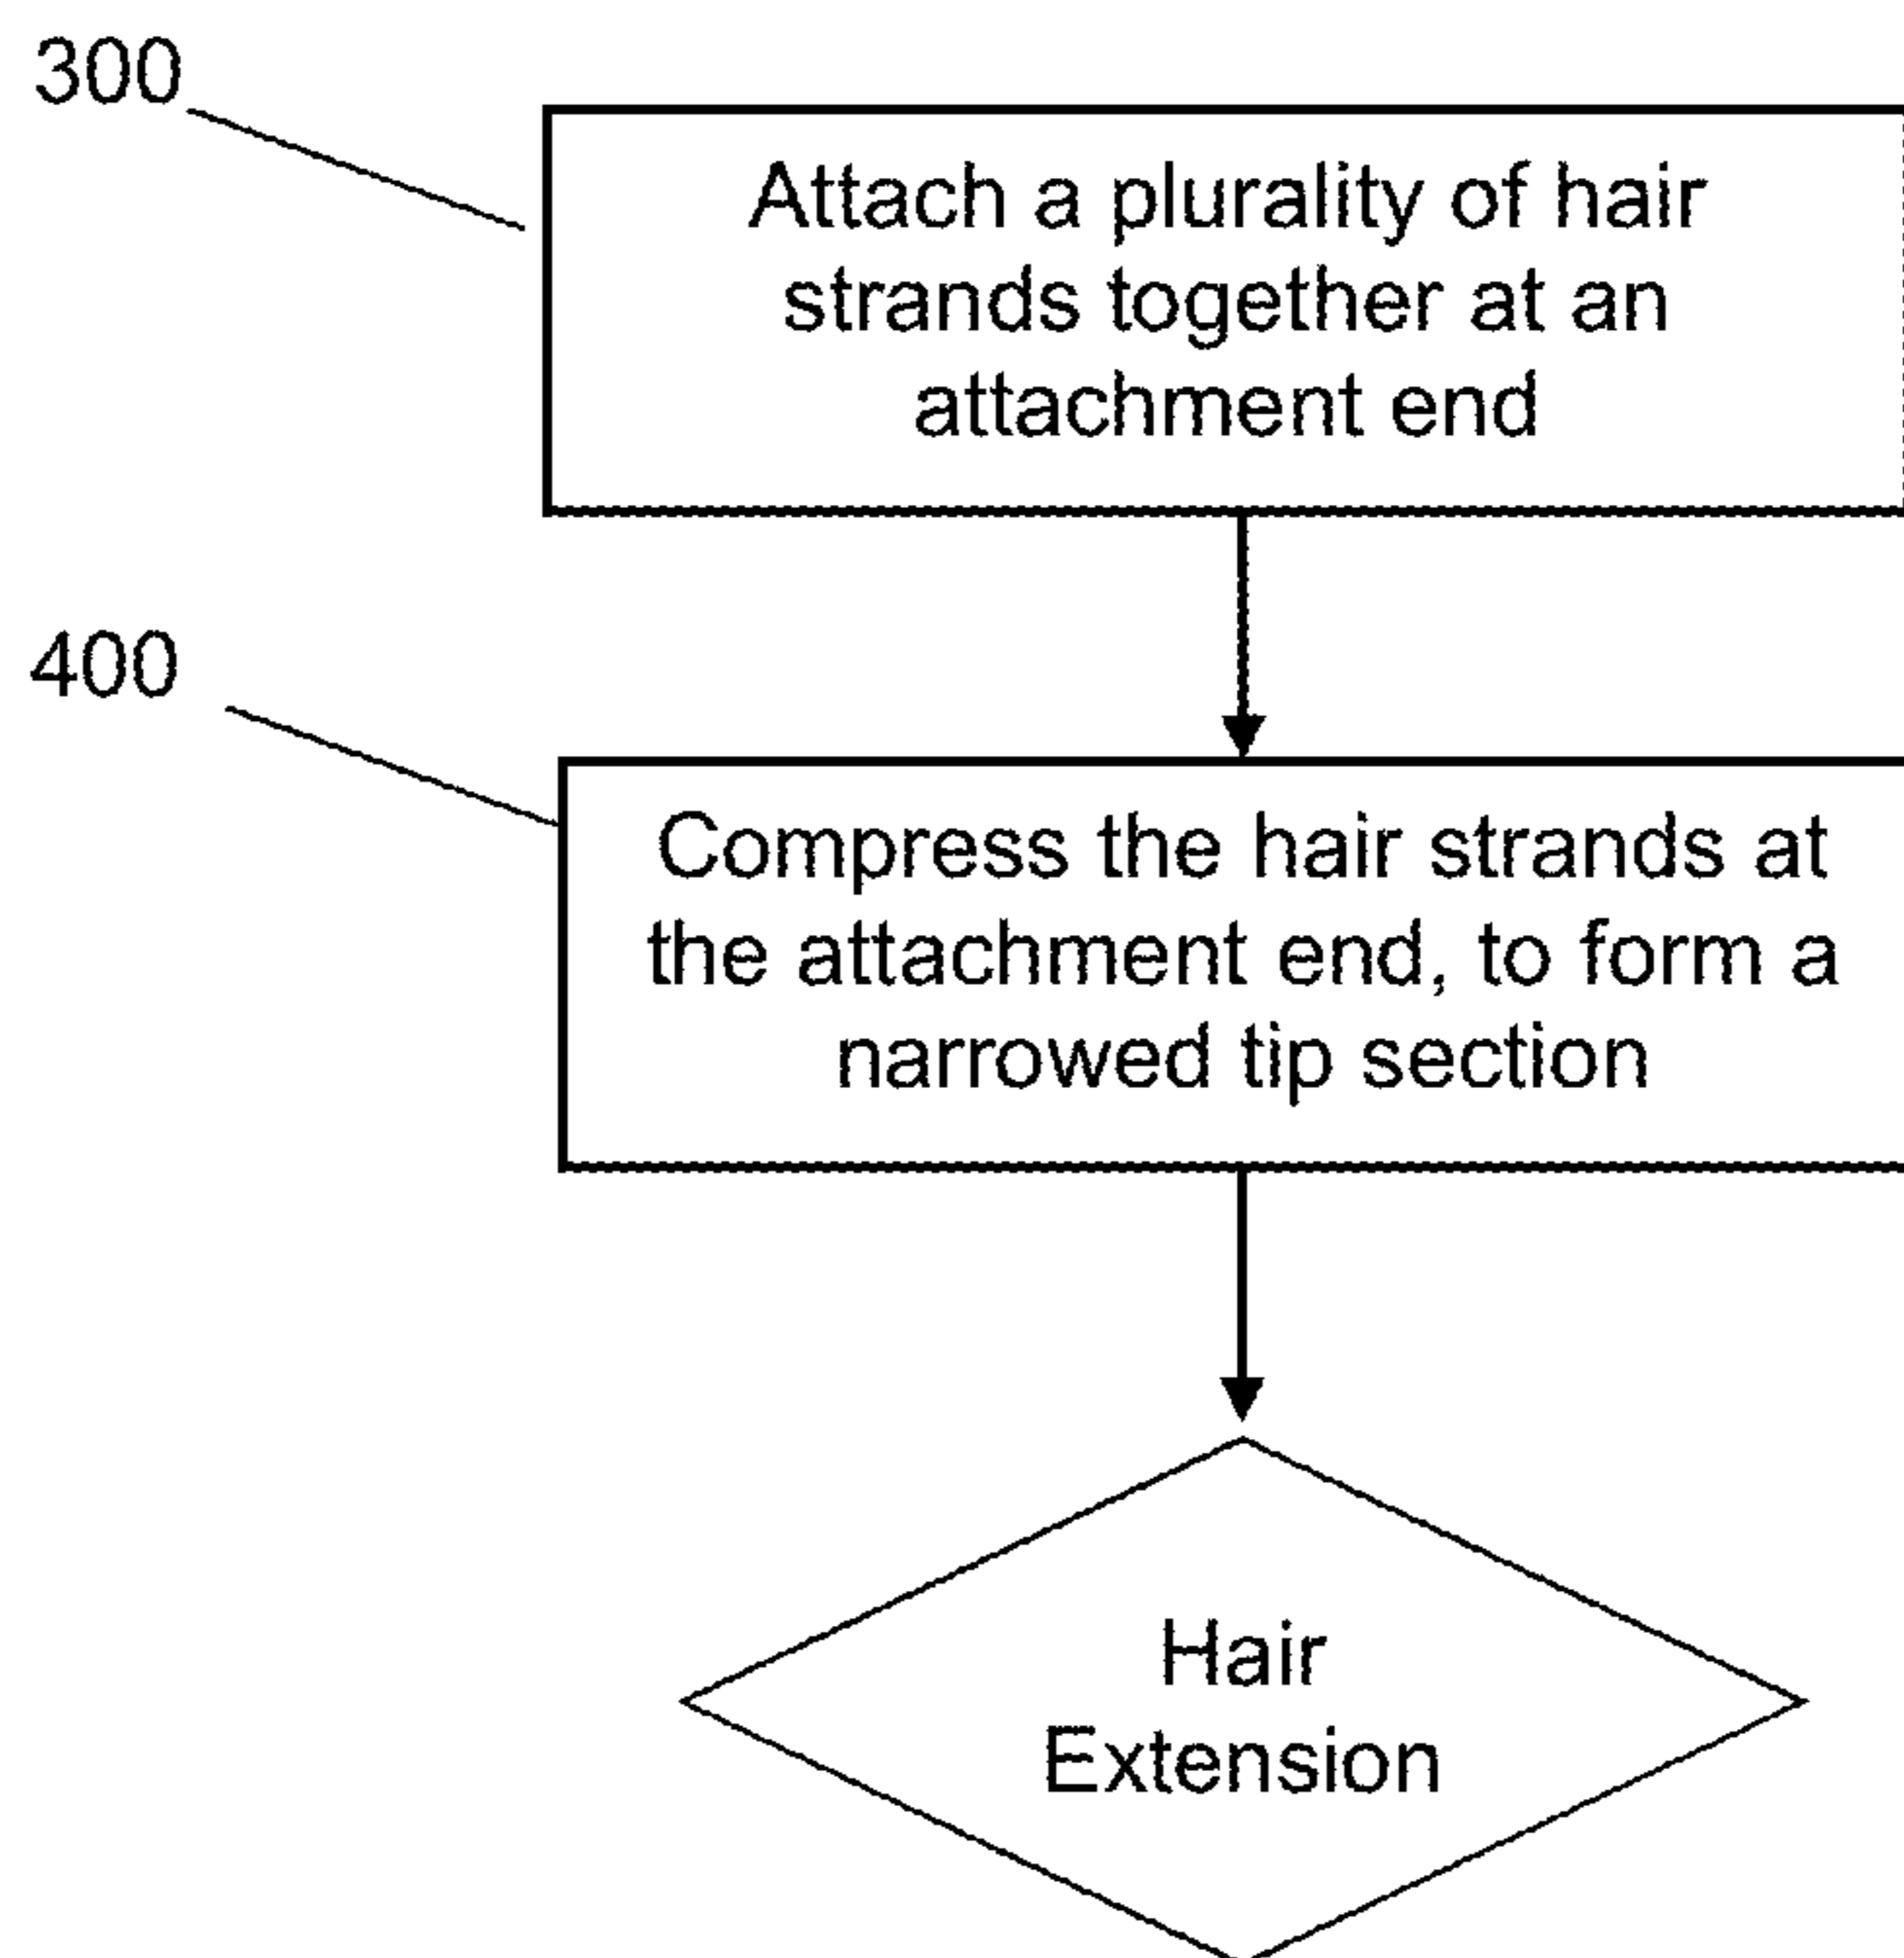 300
Attach a plurality of hair
strands together at an
attachment end
400
Compress the hair strands at
the attachment end, to form a
narrowed tip section
Hair
Extension